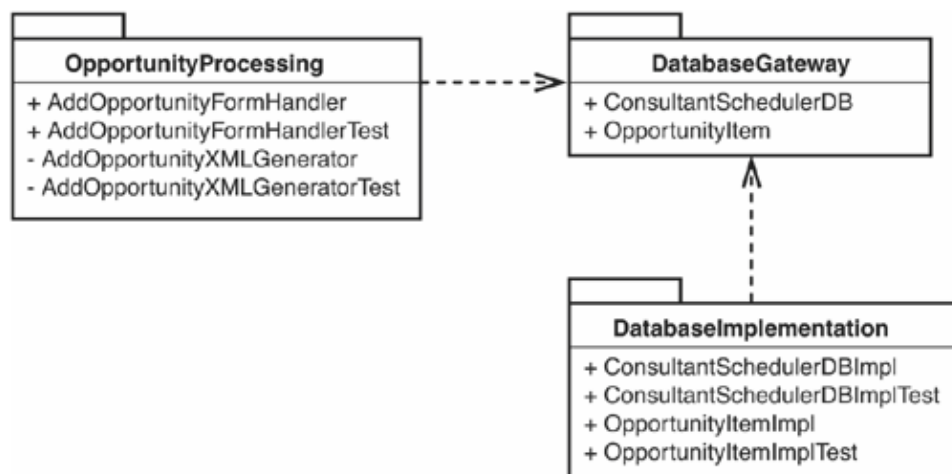 OpportunityProcessing
+ AddOpportunityFormHandler
+ AddOpportunityFormHandlerTest
- AddOpportunityXMLGenerator
- AddOpportunityXMLGeneratorTest
DatabaseGateway
+ ConsultantSchedulerDB
+ OpportunityItem
DatabaseImplementation
+ ConsultantSchedulerDBImpl
+ ConsultantSchedulerDBImplTest
+ OpportunityItemImpl
+ OpportunityItemImplTest